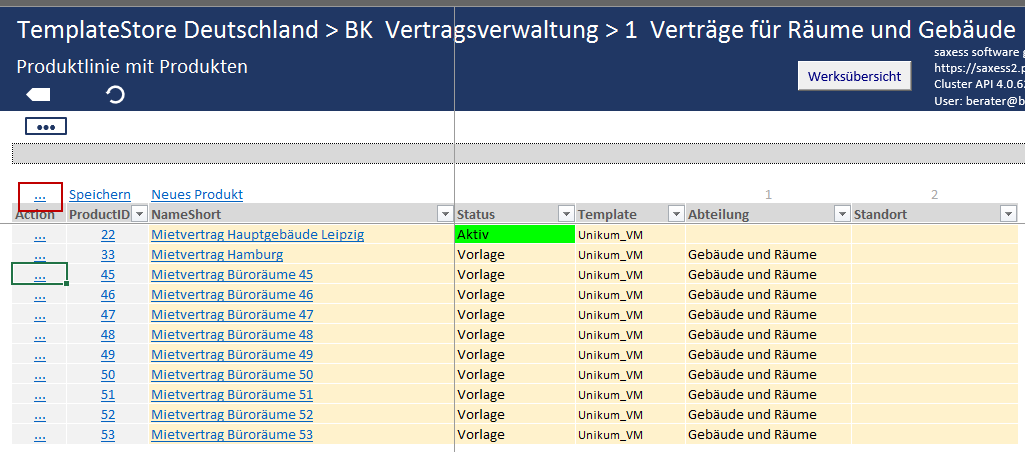 TemplateStore Deutschland > BK Vertragsverwaltung > 1 Verträge für Räume und Gebäude
saxess software g
Produktlinie mit Produkten
https://saxess2.p
Werksübersicht
Cluster API 4.0.63
User: berater@b
•••
... Speichern Neues Produkt 1 2
Action ProductID NameShort Status Template Abteilung Standort
... 22 Mietvertrag Hauptgebäude Leipzig Aktiv Unikum_VM
... 33 Mietvertrag Hamburg Vorlage Unikum_VM Gebäude und Räume
... 45 Mietvertrag Büroräume 45 Vorlage Unikum_VM Gebäude und Räume
... 46 Mietvertrag Büroräume 46 Vorlage Unikum_VM Gebäude und Räume
... 47 Mietvertrag Büroräume 47 Vorlage Unikum_VM Gebäude und Räume
... 48 Mietvertrag Büroräume 48 Vorlage Unikum_VM Gebäude und Räume
... 49 Mietvertrag Büroräume 49 Vorlage Unikum_VM Gebäude und Räume
... 50 Mietvertrag Büroräume 50 Vorlage Unikum_VM Gebäude und Räume
... 51 Mietvertrag Büroräume 51 Vorlage Unikum_VM Gebäude und Räume
... 52 Mietvertrag Büroräume 52 Vorlage Unikum_VM Gebäude und Räume
... 53 Mietvertrag Büroräume 53 Vorlage Unikum_VM Gebäude und Räume